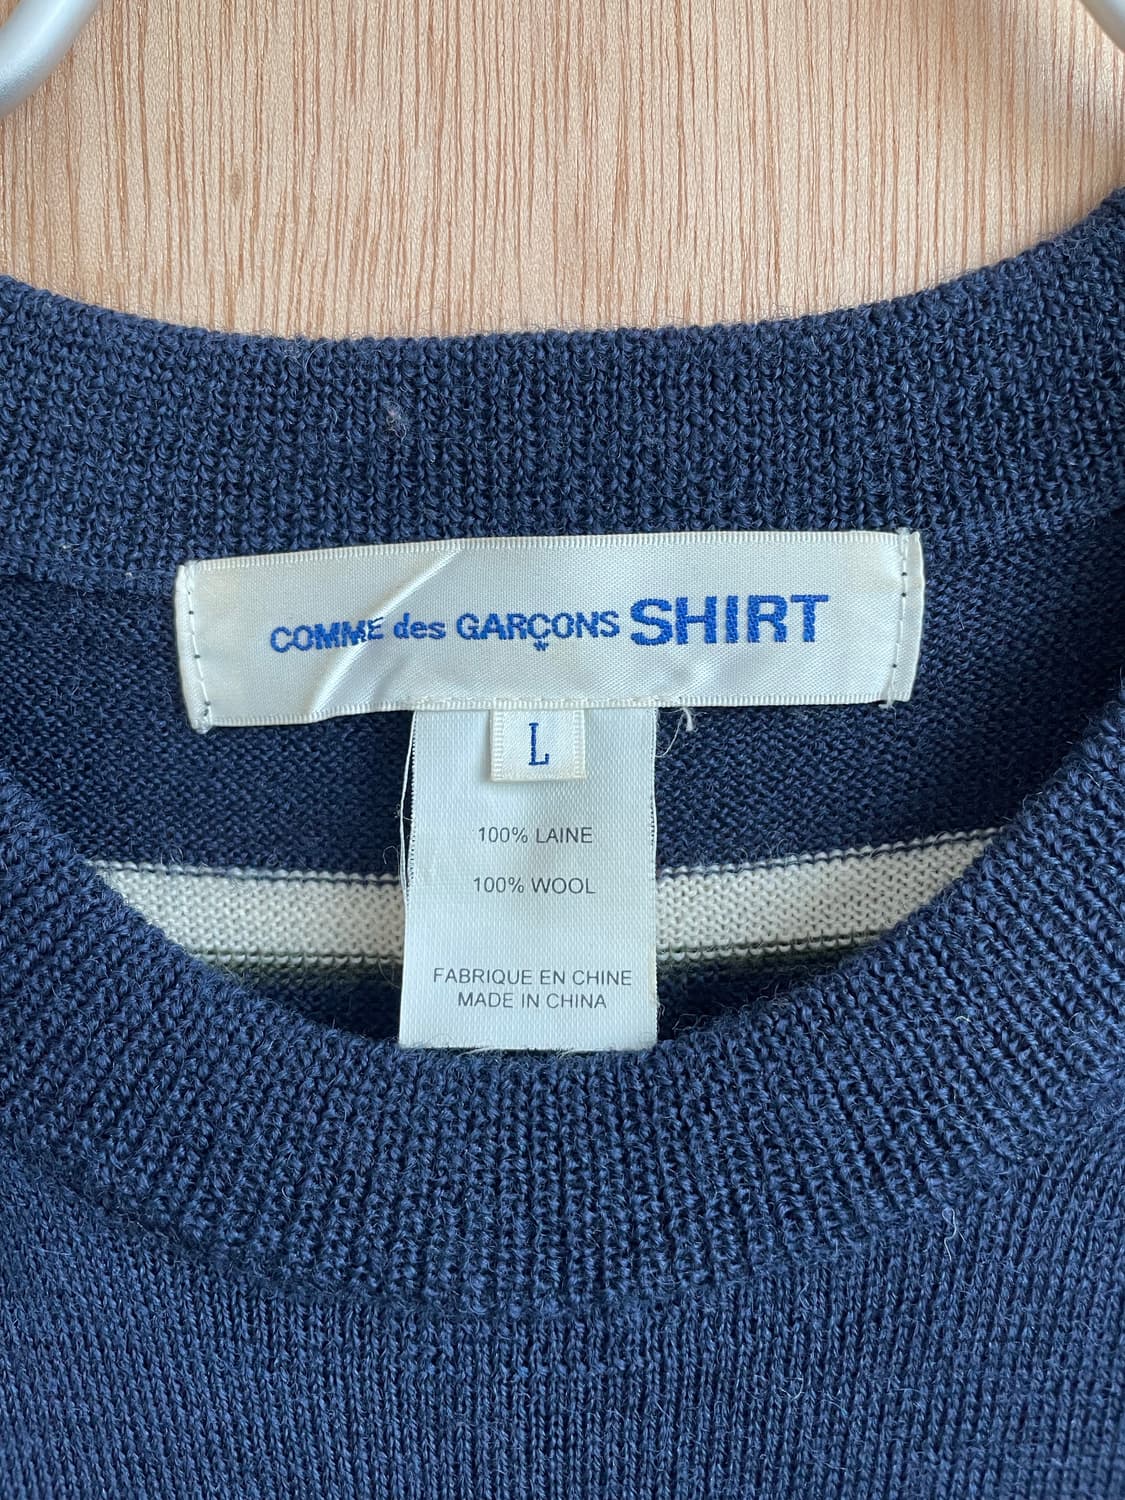 COMME des GARÇONS SHIRT
L
100% LAINE
100% WOOL
FABRIQUE EN CHINE
MADE IN CHINA